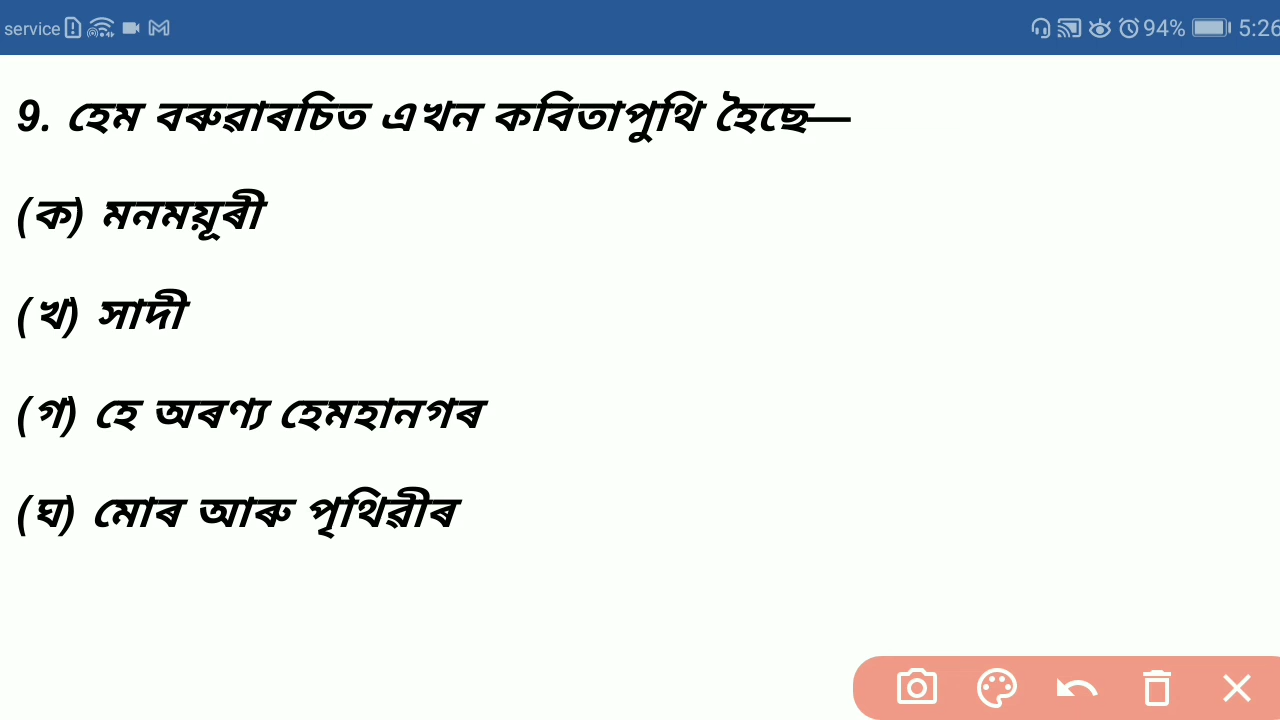 service 94% 5:26
9. হেম বৰুৱাৰচিত এখন কবিতাপুথি হৈছে—
(ক) মনময়ূৰী
(খ) সাদী
(গ) হে অৰণ্য হেমহানগৰ
(ঘ) মোৰ আৰু পৃথিৱীৰ